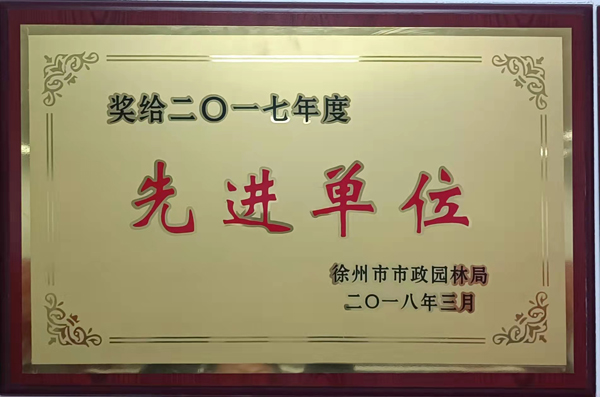 奖给二〇一七年度
先进单位
徐州市市政园林局
二〇一八年三月